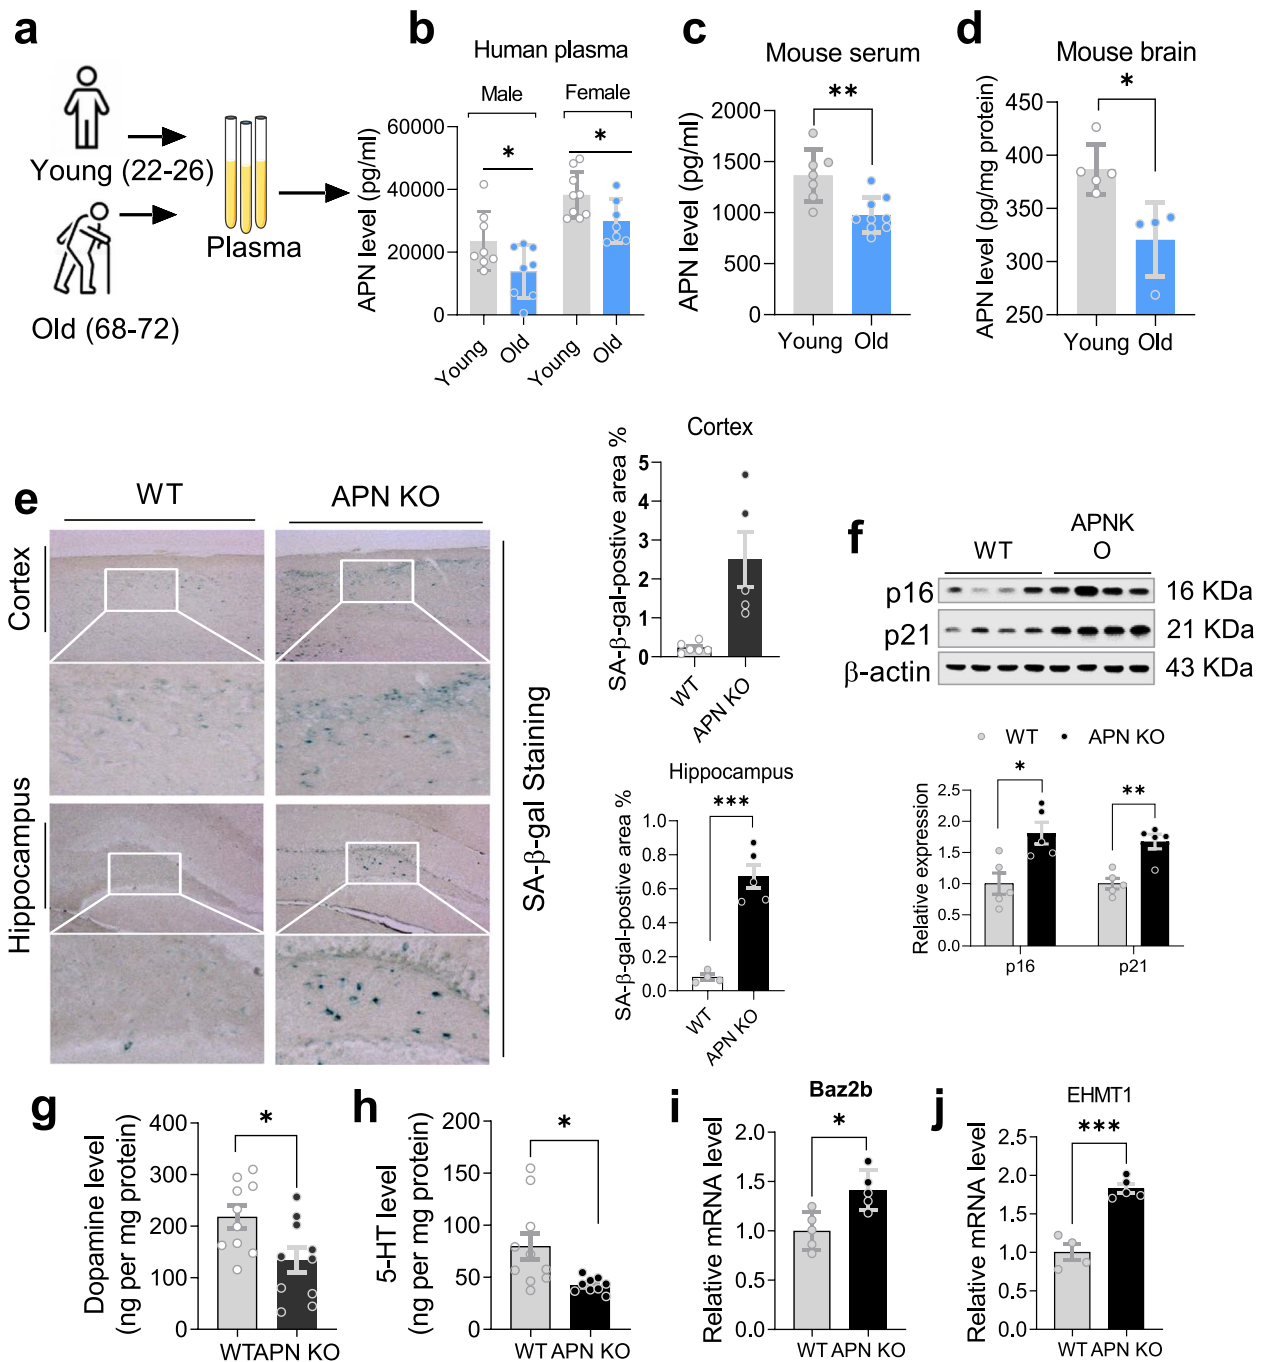 a
Young (22-26)
Old (68-72)
Plasma
b
Human plasma
Male
Female
APN level (pg/ml)
60000
40000
20000
0
*
*
Young
Old
Young
Old
c
Mouse serum
APN level (pg/ml)
2000
1500
1000
500
0
**
Young Old
d
Mouse brain
APN level (pg/mg protein)
450
400
350
300
250
*
Young Old
e
WT
APN KO
Cortex
Hippocampus
SA-β-gal Staining
Cortex
SA-β-gal-postive area %
5
4
3
2
1
0
WT
APN KO
Hippocampus
SA-β-gal-postive area %
1.0
0.8
0.6
0.4
0.2
0.0
***
WT
APN KO
f
WT
APNK
O
p16
16 KDa
p21
21 KDa
β-actin
43 KDa
WT
APN KO
Relative expression
2.5
2.0
1.5
1.0
0.5
0.0
*
**
p16
p21
g
Dopamine level
(ng per mg protein)
400
300
200
100
0
*
WTAPN KO
h
5-HT level
(ng per mg protein)
200
150
100
50
0
*
WT APN KO
i
Baz2b
Relative mRNA level
2.0
1.5
1.0
0.5
0.0
*
WT APN KO
j
EHMT1
Relative mRNA level
2.5
2.0
1.5
1.0
0.5
0.0
***
WT APN KO